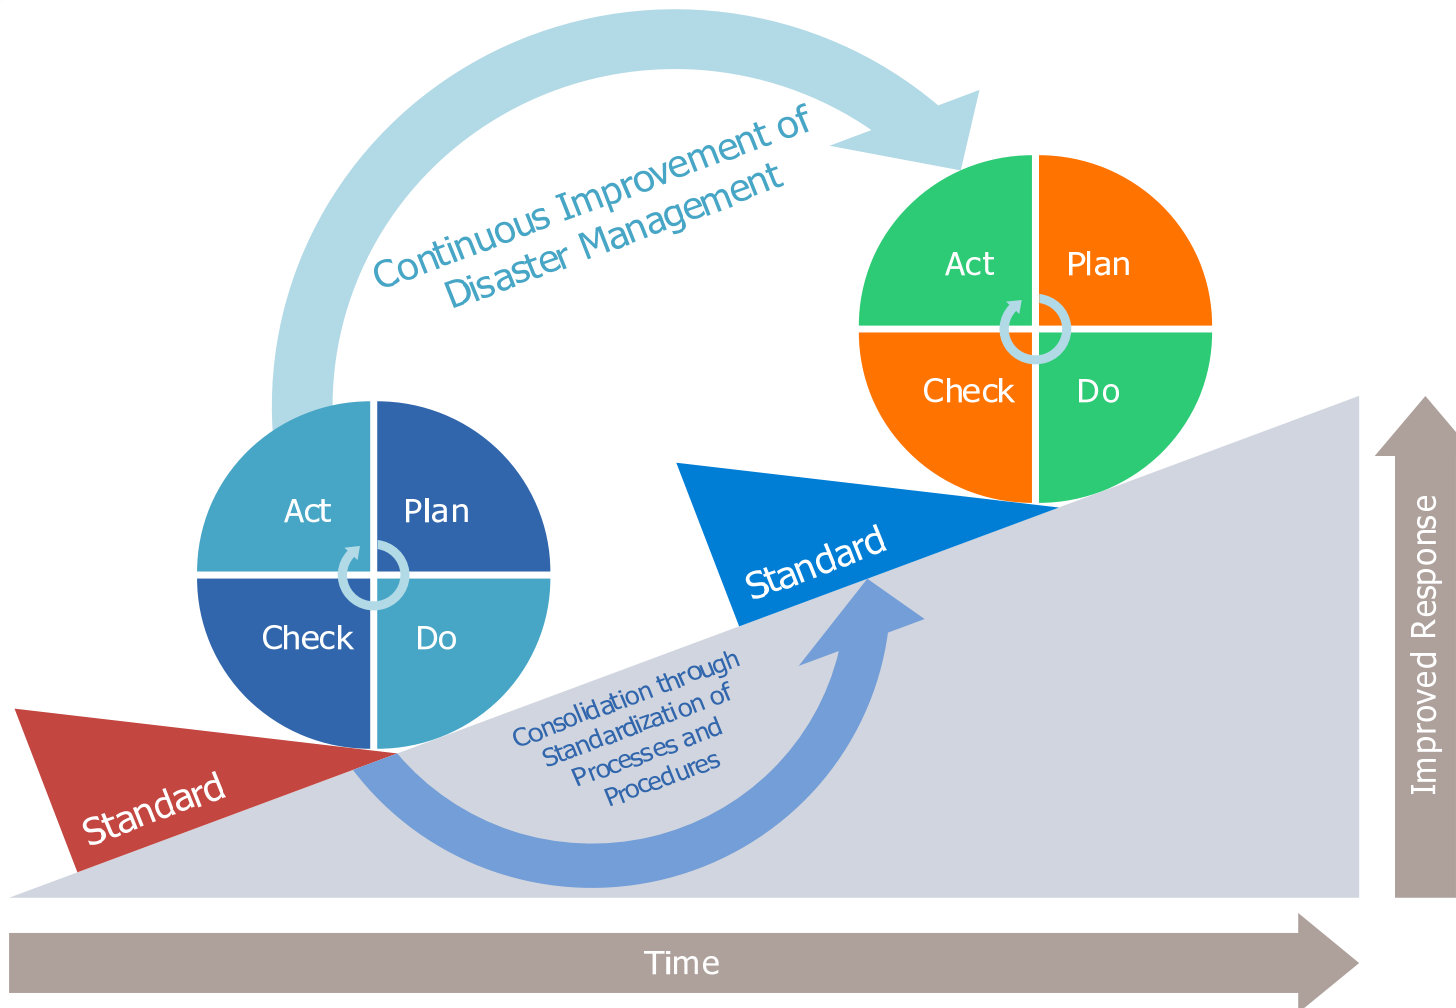 Continuous Improvement of
Disaster Management
Act
Plan
Check
Do
Act
Plan
Check
Do
Standard
Standard
Consolidation through
Standardization of
Processes and
Procedures
Improved Response
Time